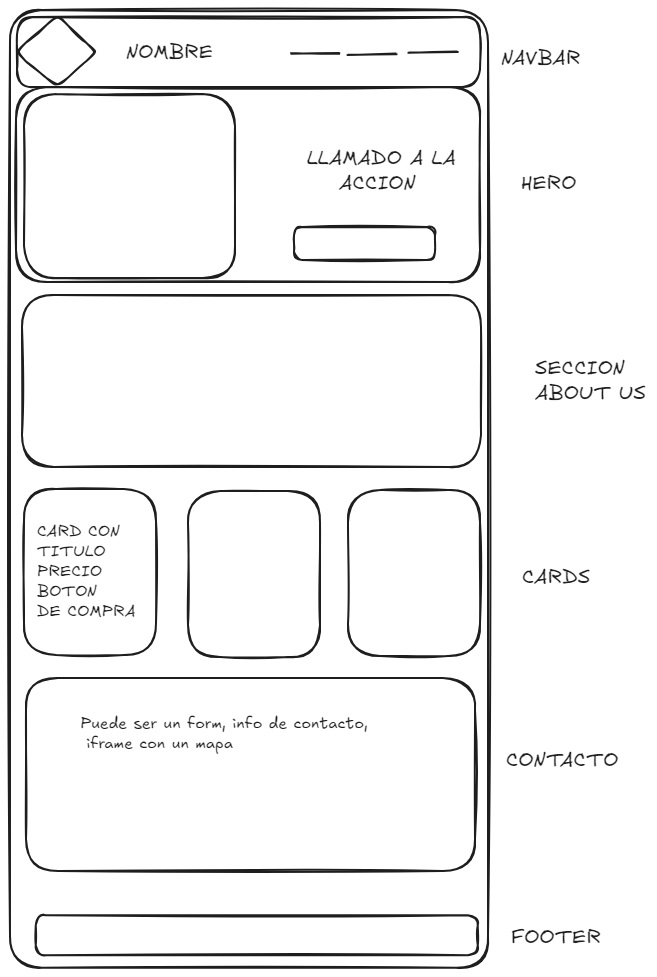 NOMBRE
NAVBAR
LLAMADO A LA
ACCION
HERO
SECCION
ABOUT US
CARD CON
TITULO
PRECIO
BOTON
DE COMPRA
CARDS
Puede ser un form, info de contacto,
iframe con un mapa
CONTACTO
FOOTER